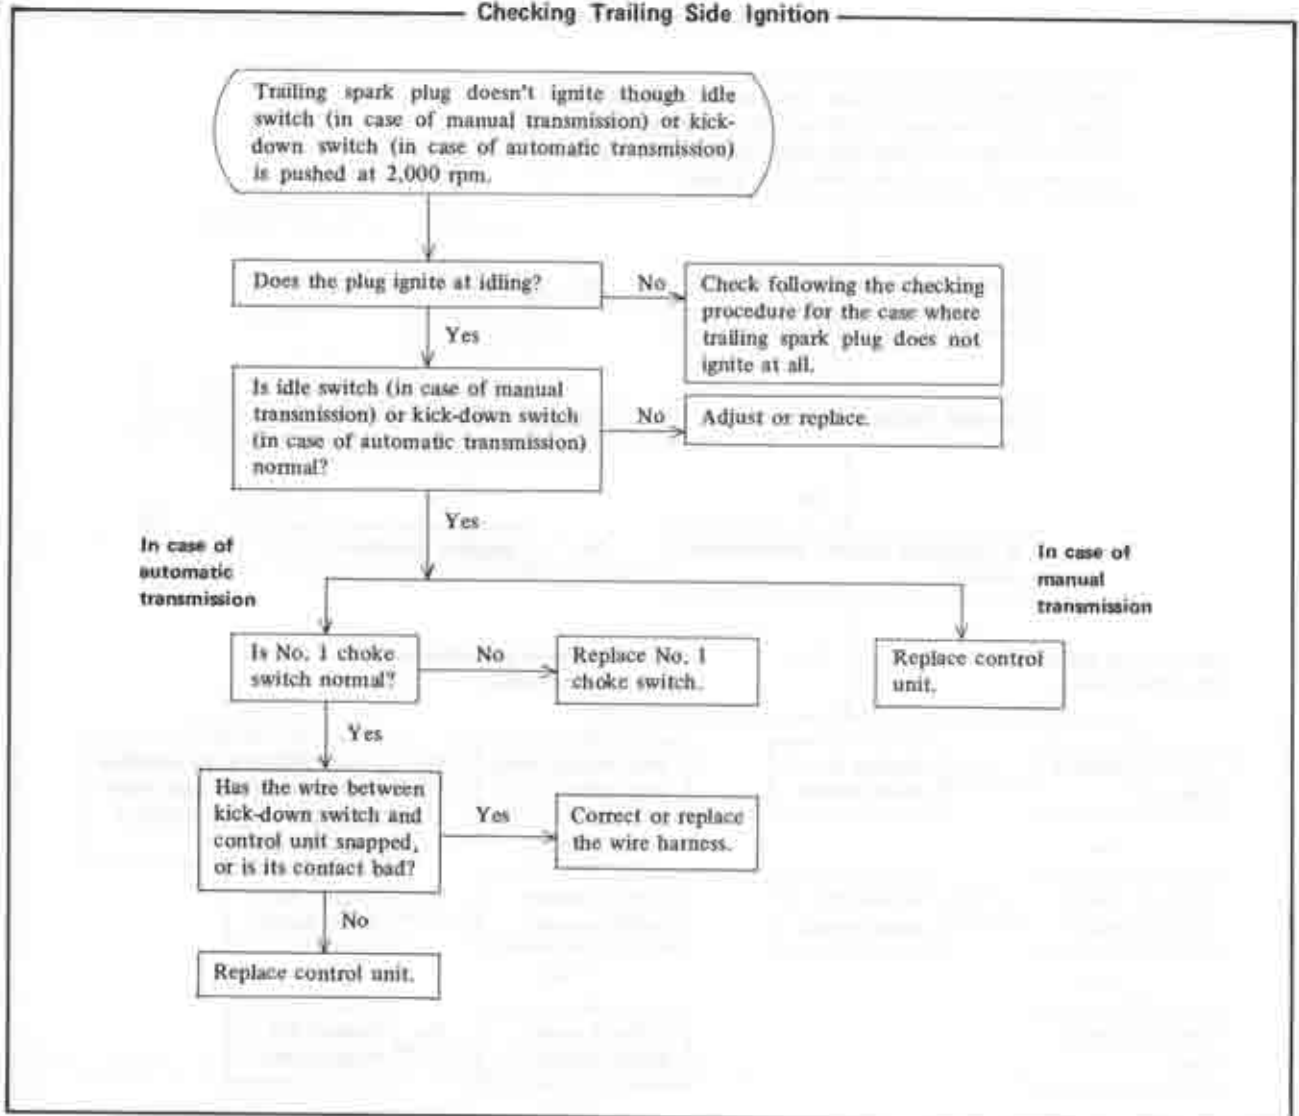 Checking Trailing Side Ignition
Trailing spark plug doesn't ignite though idle
switch (in case of manual transmission) or kick-
down switch (in case of automatic transmission)
is pushed at 2,000 rpm.
Does the plug ignite at idling?
No
Check following the checking
procedure for the case where
trailing spark plug does not
ignite at all.
Yes
Is idle switch (in case of manual
transmission) or kick-down switch
(in case of automatic transmission)
normal?
No
Adjust or replace.
Yes
In case of
automatic
transmission
In case of
manual
transmission
Is No. 1 choke
switch normal?
No
Replace No. 1
choke switch.
Replace control
unit.
Yes
Has the wire between
kick-down switch and
control unit snapped,
or is its contact bad?
Yes
Correct or replace
the wire harness.
No
Replace control unit.